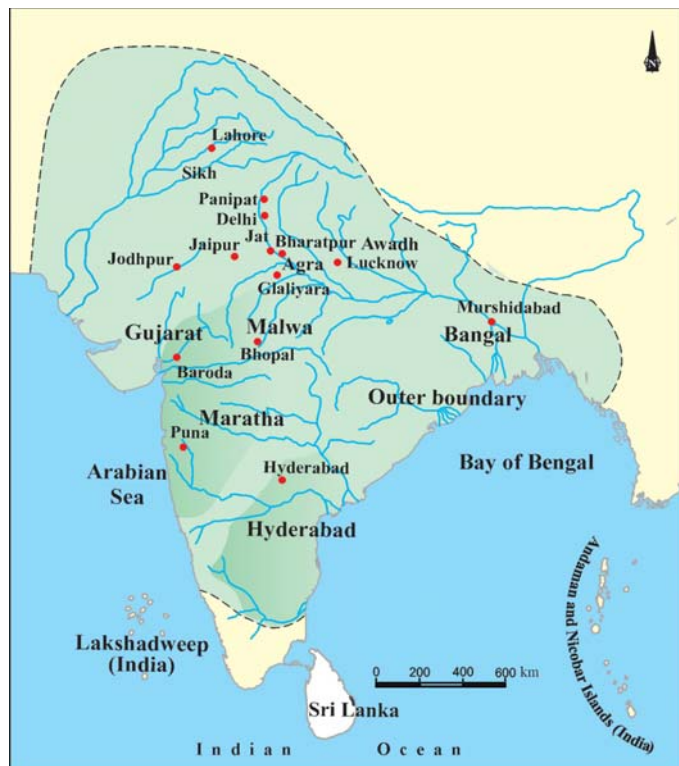 N
Lahore
Sikh
Panipat
Delhi
Jat
Bharatpur
Awadh
Jaipur
Jodhpur
Agra
Lucknow
Glaliyara
Murshidabad
Gujarat
Malwa
Bangal
Bhopal
Baroda
Outer boundary
Maratha
Puna
Hyderabad
Bay of Bengal
Arabian
Sea
Hyderabad
Andaman and Nicobar Islands (India)
Lakshadweep
(India)
0 200 400 600 km
Sri Lanka
Indian Ocean